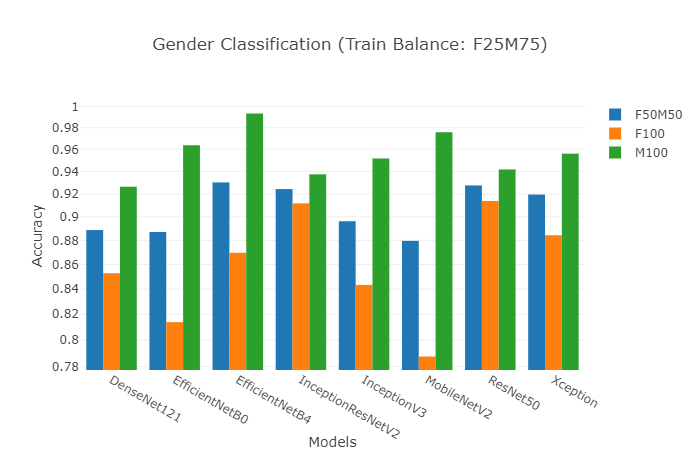 Gender Classification (Train Balance: F25M75)
1
0.98
0.96
0.94
0.92
0.9
0.88
0.86
0.84
0.82
0.8
0.78
Accuracy
F50M50
F100
M100
DenseNet121
EfficientNetB0
EfficientNetB4
InceptionResNetV2
InceptionV3
MobileNetV2
ResNet50
Xception
Models